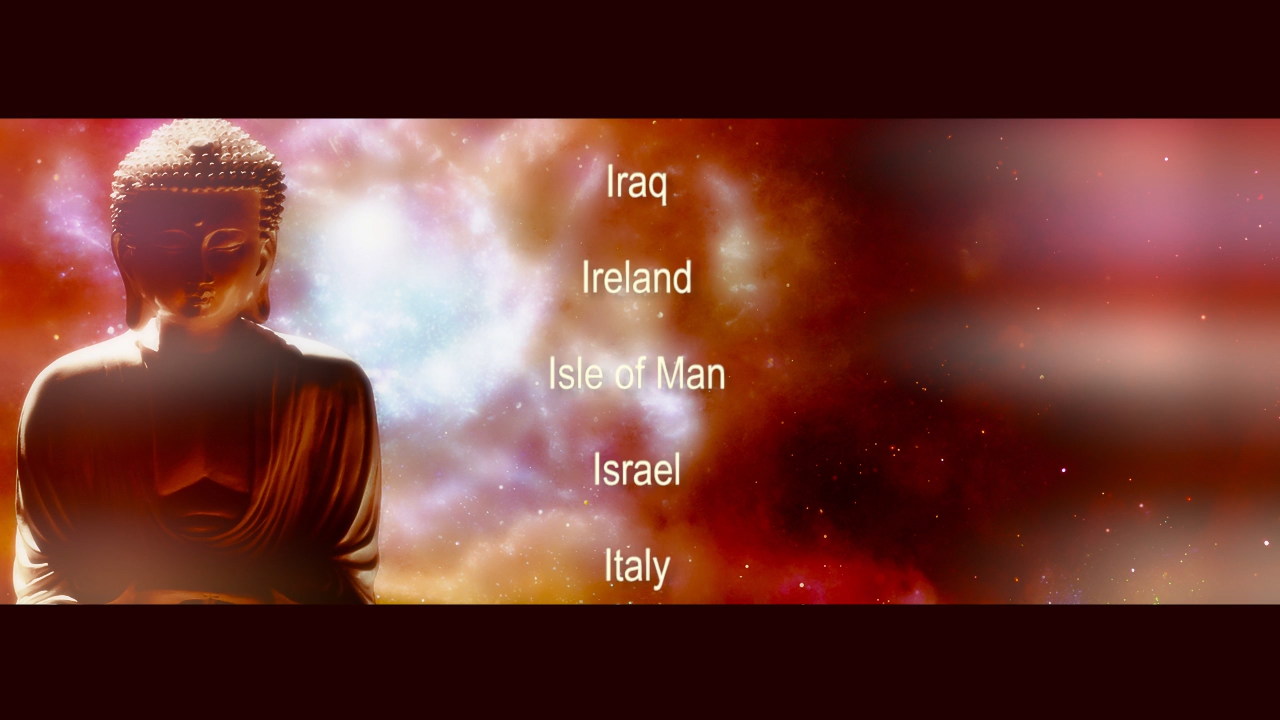 Iraq
Ireland
Isle of Man
Israel
Italy